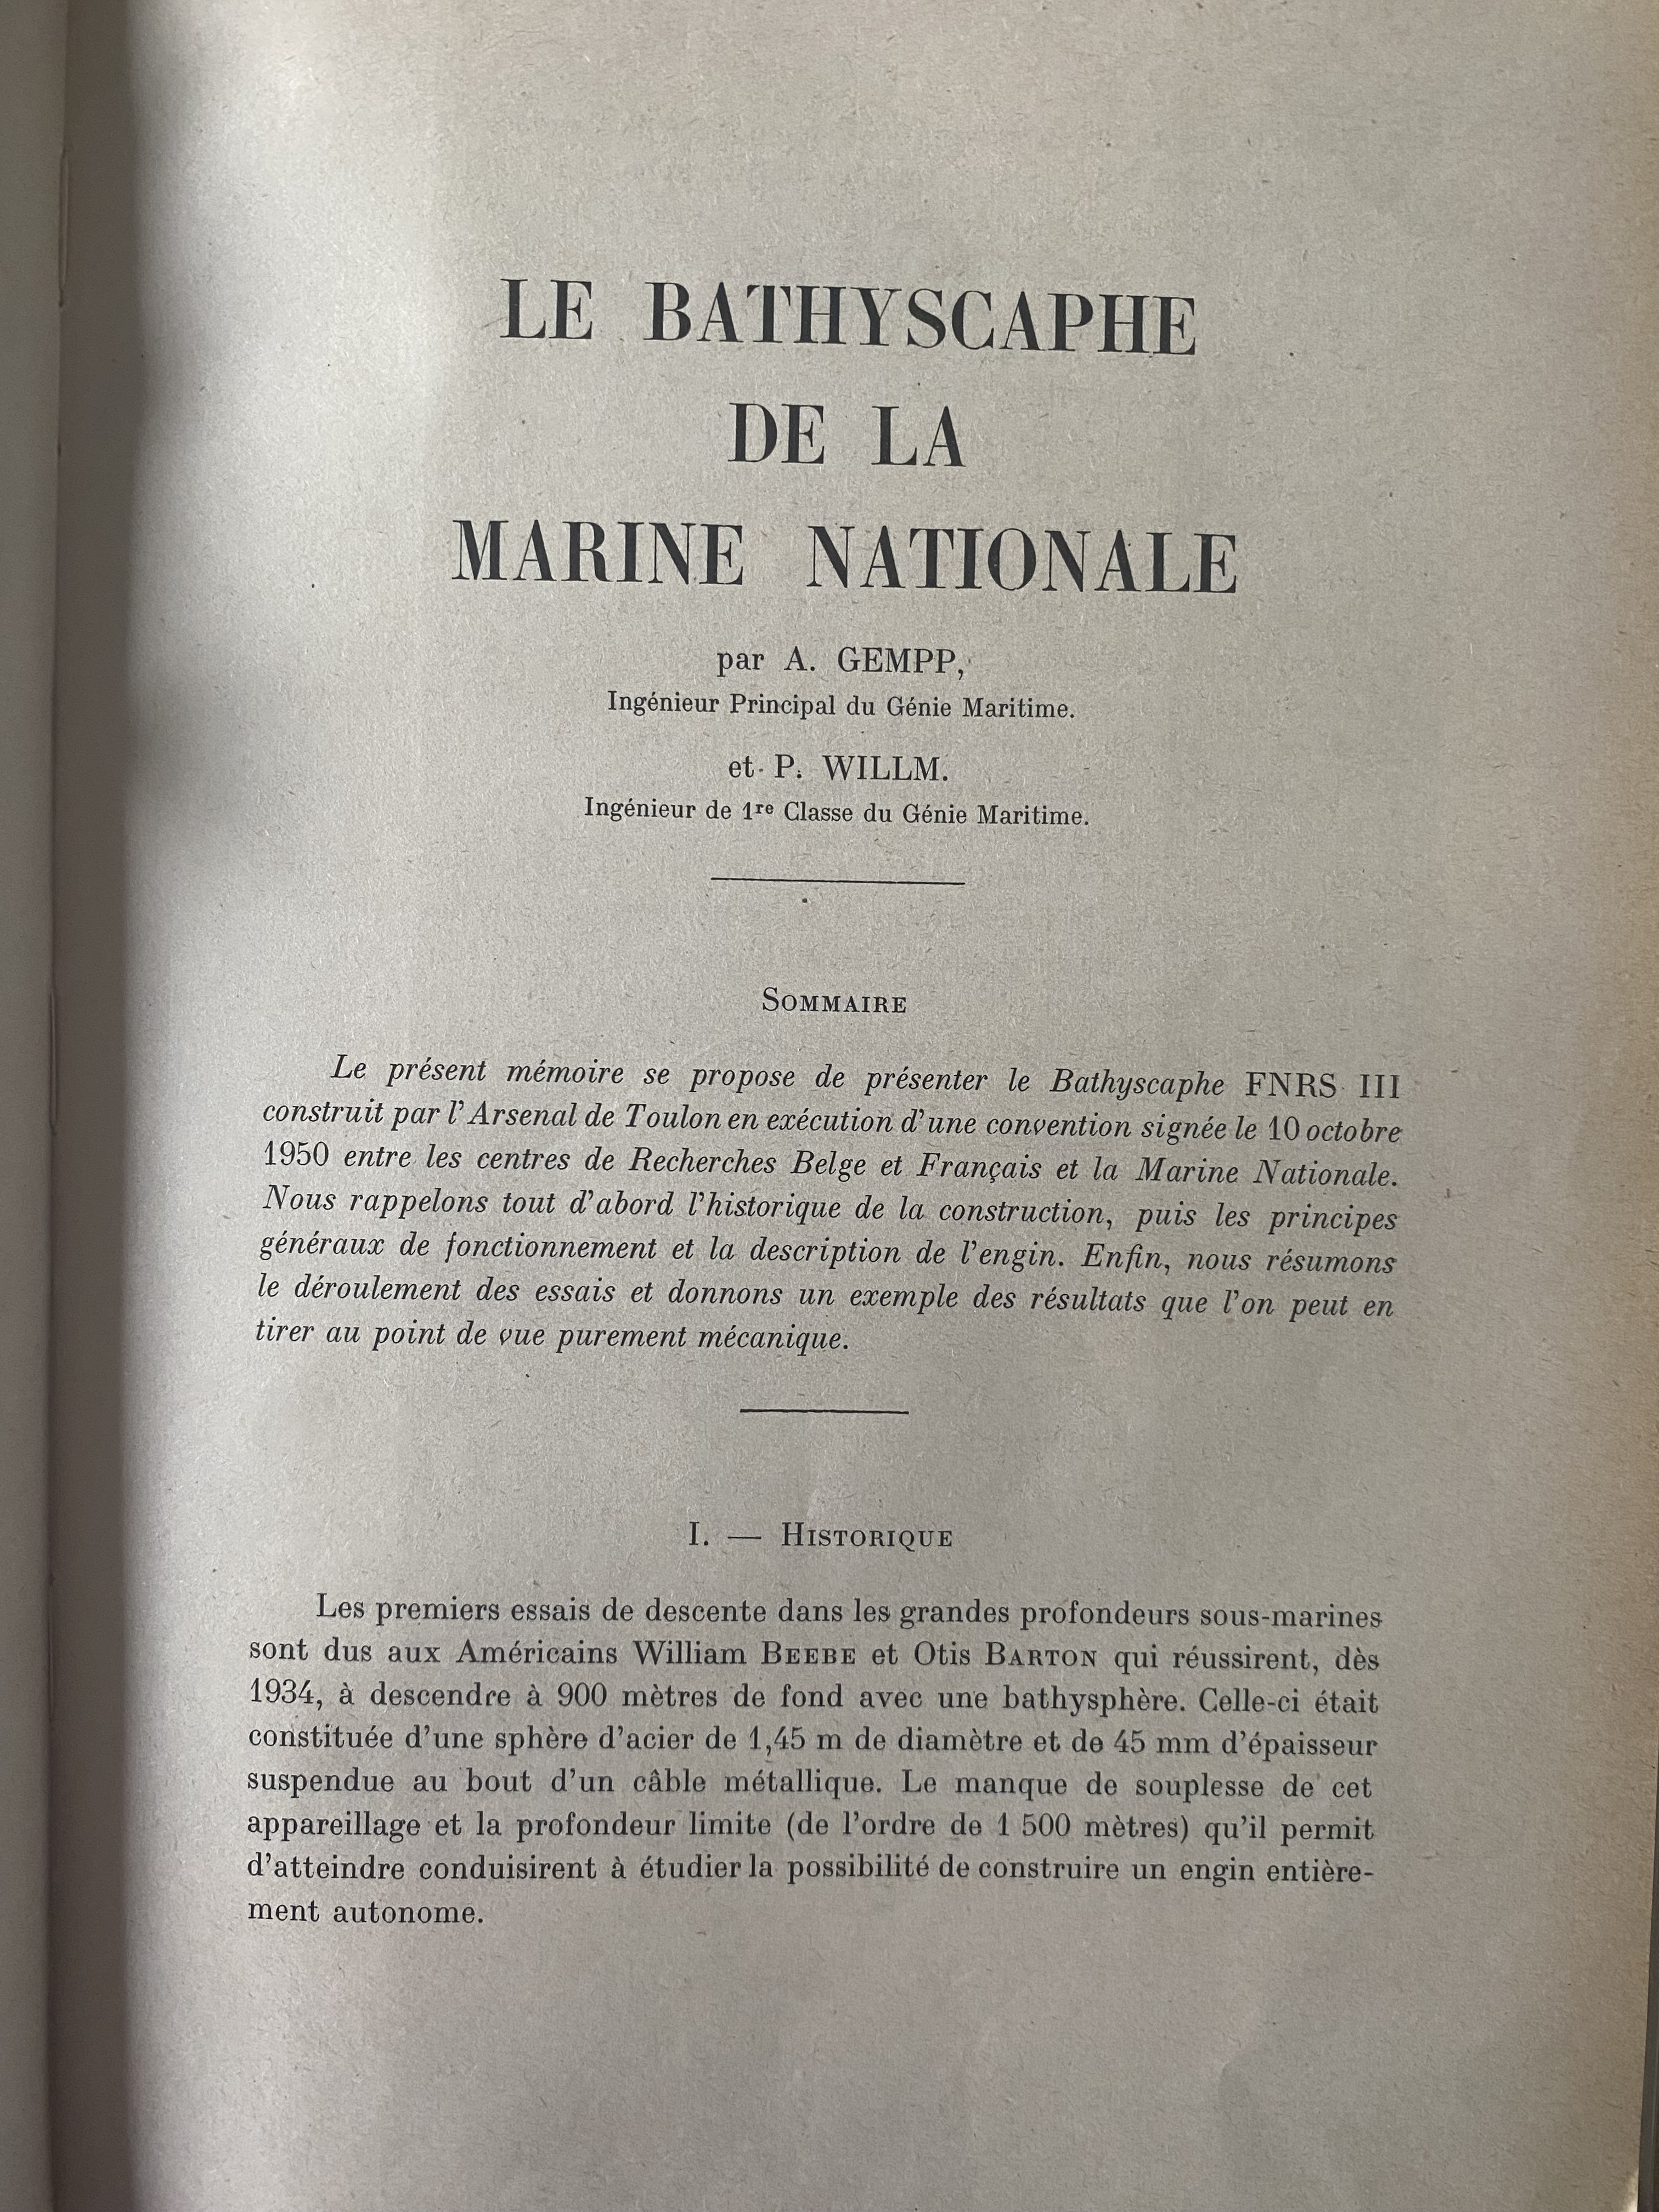 LE BATHYSCAPHE
DE LA
MARINE NATIONALE
par A. GEMPP,
Ingénieur Principal du Génie Maritime.
et P. WILLM.
Ingénieur de 1re Classe du Génie Maritime.
SOMMAIRE
Le présent mémoire se propose de présenter le Bathyscaphe FNRS III
construit par l'Arsenal de Toulon en exécution d'une convention signée le 10 octobre
1950 entre les centres de Recherches Belge et Français et la Marine Nationale.
Nous rappelons tout d'abord l'historique de la construction, puis les principes
généraux de fonctionnement et la description de l'engin. Enfin, nous résumons
le déroulement des essais et donnons un exemple des résultats que l'on peut en
tirer au point de vue purement mécanique.
I. — HISTORIQUE
Les premiers essais de descente dans les grandes profondeurs sous-marines
sont dus aux Américains William BEEBE et Otis BARTON qui réussirent, dès
1934, à descendre à 900 mètres de fond avec une bathysphère. Celle-ci était
constituée d'une sphère d'acier de 1,45 m de diamètre et de 45 mm d'épaisseur
suspendue au bout d'un câble métallique. Le manque de souplesse de cet
appareillage et la profondeur limite (de l'ordre de 1 500 mètres) qu'il permit
d'atteindre conduisirent à étudier la possibilité de construire un engin entière-
ment autonome.